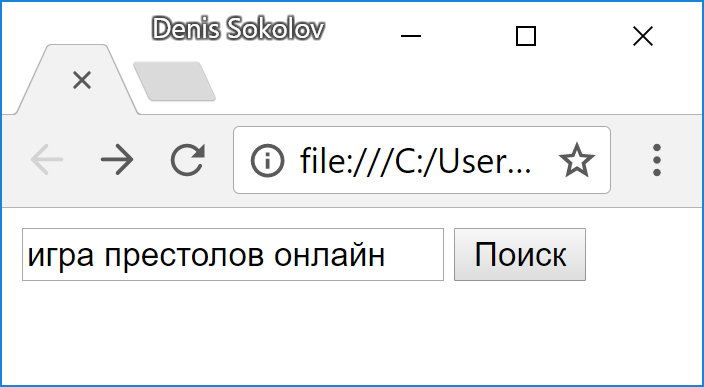 Denis Sokolov
file:///C:/User...
игра престолов онлайн
Поиск